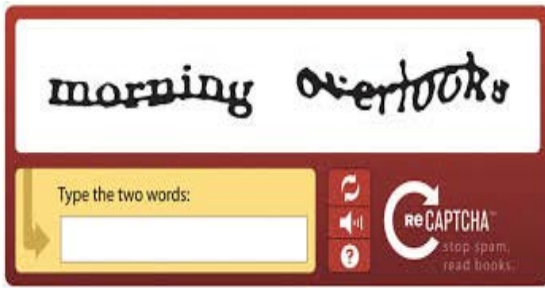 morning overlooks
Type the two words:
reCAPTCHA™
stop spam.
read books.